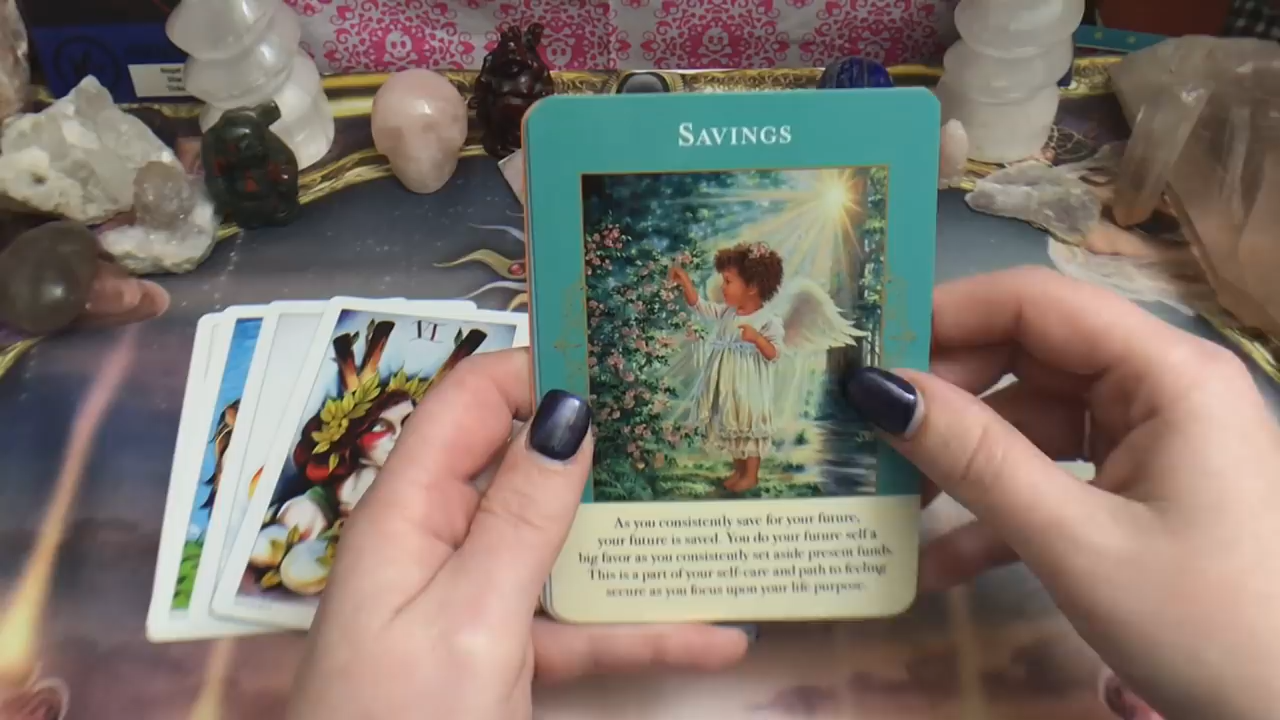 SAVINGS
VI
As you consistently save for your future,
your future is saved. You do your future self a
big favor as you consistently set aside present funds.
This is a part of your self-care and path to feeling
secure as you focus upon your life purpose.